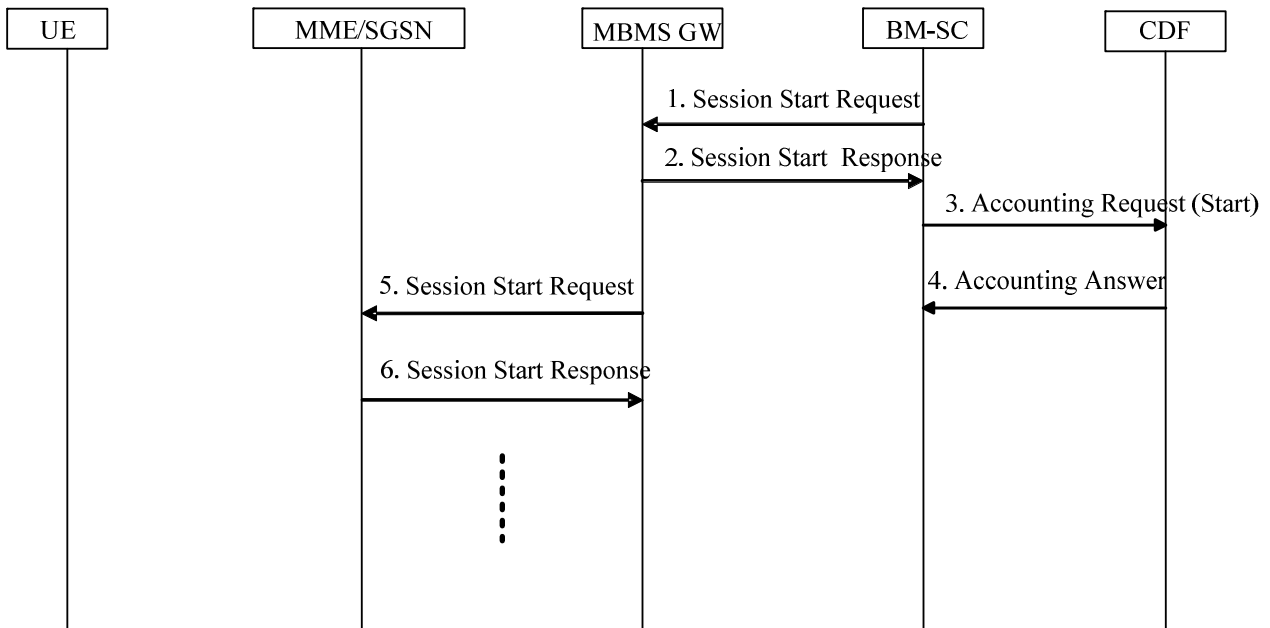 UE
MME/SGSN
MBMS GW
BM-SC
CDF
1. Session Start Request
2. Session Start Response
3. Accounting Request (Start)
4. Accounting Answer
5. Session Start Request
6. Session Start Response